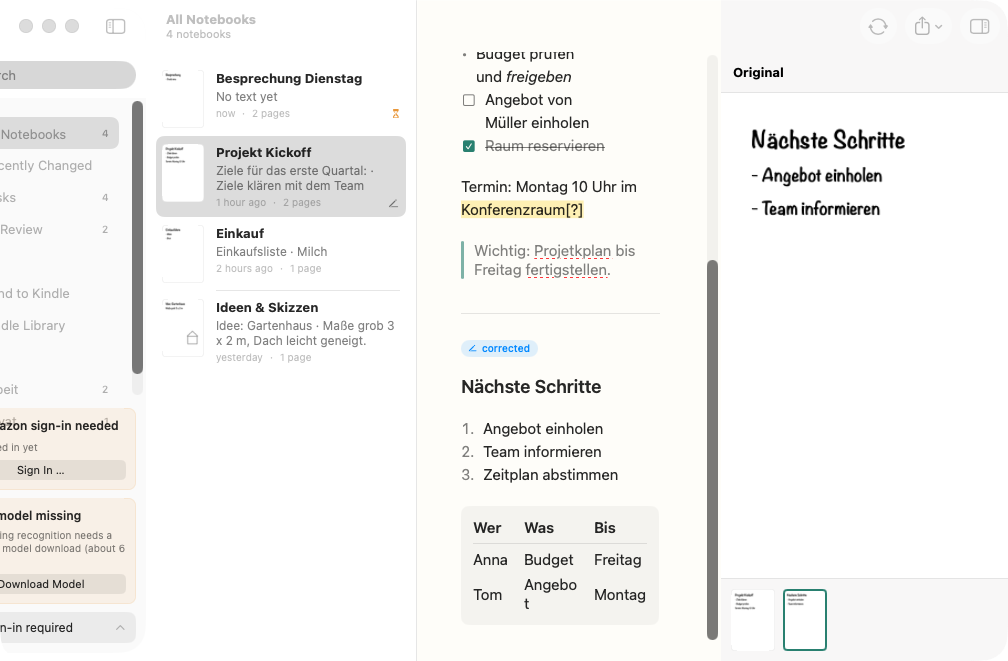 All Notebooks
4 notebooks
rch
Notebooks 4
cently Changed
sks 4
Review 2
nd to Kindle
dle Library
beit 2
azon sign-in needed
ed in yet
Sign In ...
model missing
ing recognition needs a
model download (about 6
Download Model
n-in required
Besprechung Dienstag
No text yet
now · 2 pages
Projekt Kickoff
Ziele für das erste Quartal: ·
Ziele klären mit dem Team
1 hour ago · 2 pages
Einkauf
Einkaufsliste · Milch
2 hours ago · 1 page
Ideen & Skizzen
Idee: Gartenhaus · Maße grob 3
x 2 m, Dach leicht geneigt.
yesterday · 1 page
Budget prüfen
und freigeben
Angebot von
Müller einholen
Raum reservieren
Termin: Montag 10 Uhr im
Konferenzraum[?]
Wichtig: Projetkplan bis
Freitag fertigstellen.
corrected
Nächste Schritte
1. Angebot einholen
2. Team informieren
3. Zeitplan abstimmen
Wer Was Bis
Anna Budget Freitag
Tom Angebo
t Montag
Original
Nächste Schritte
- Angebot einholen
- Team informieren